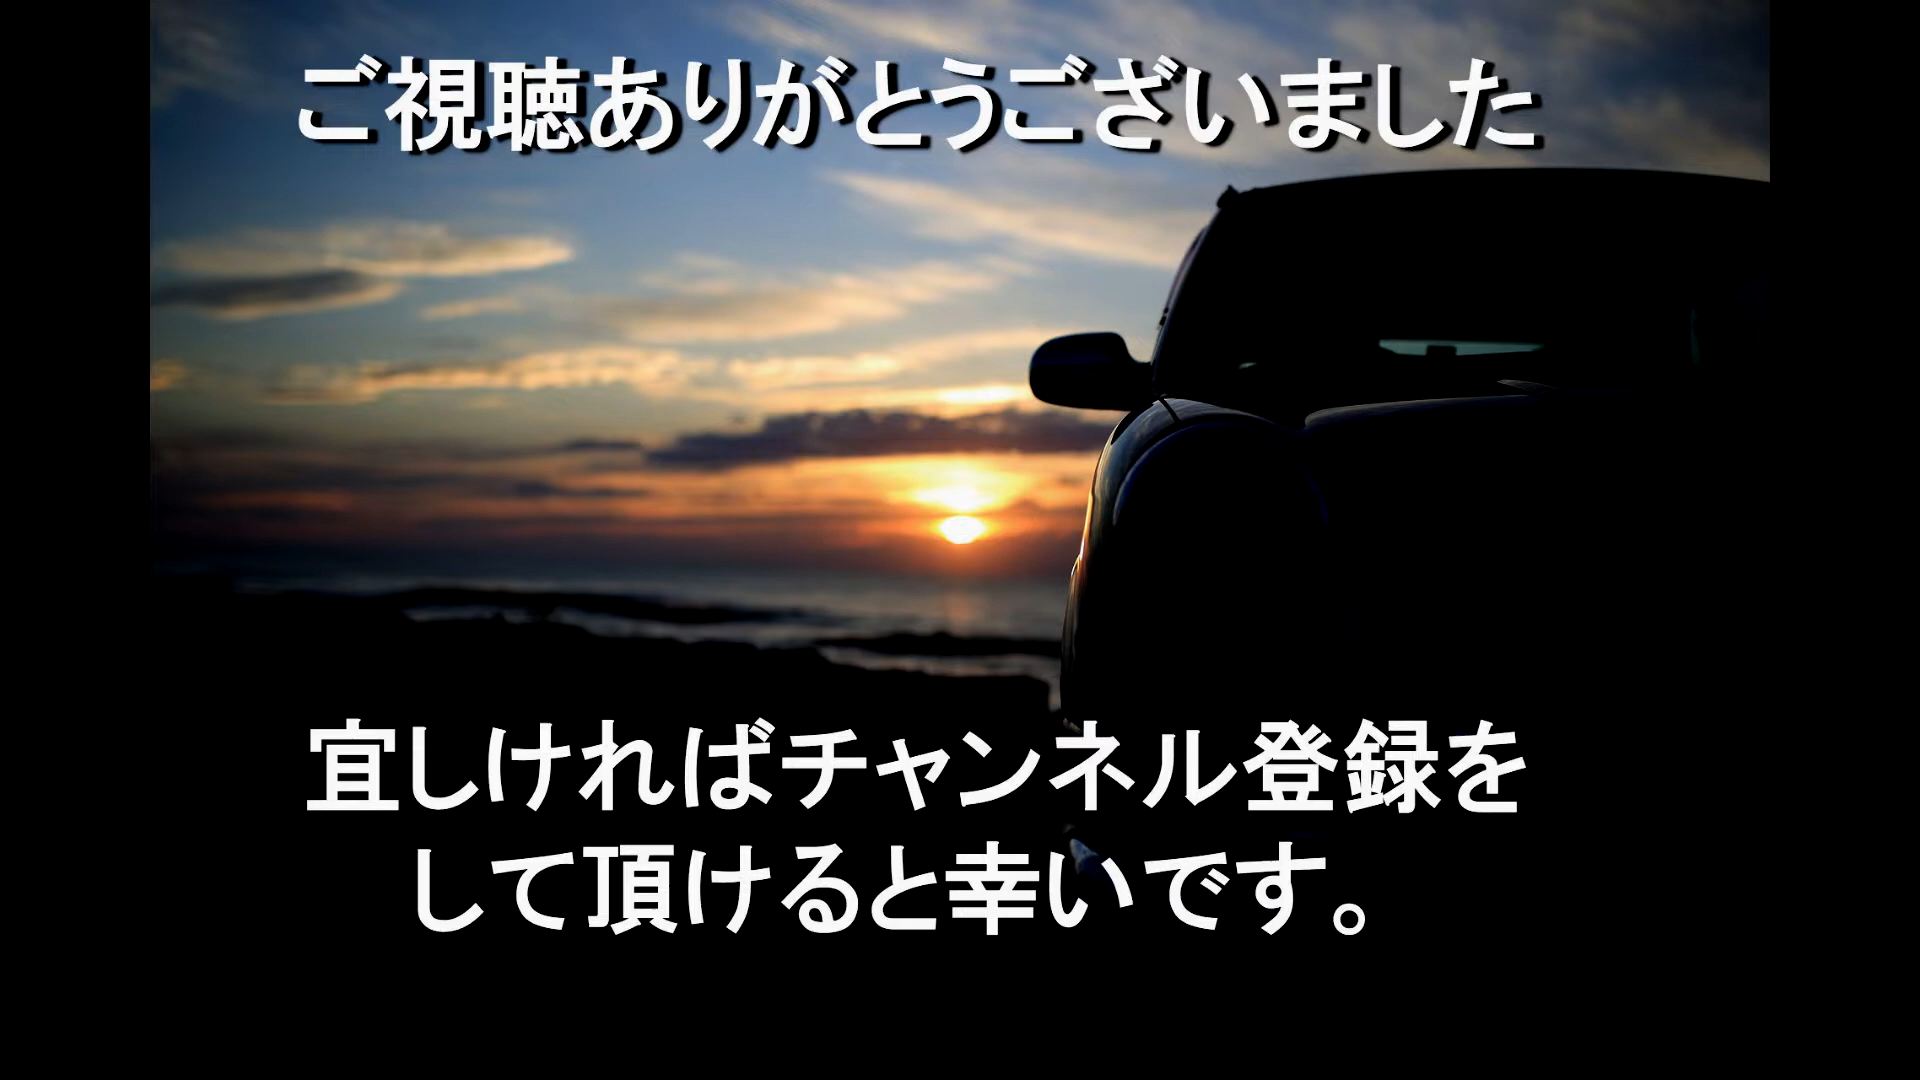 ご視聴ありがとうございました
宜しければチャンネル登録を
して頂けると幸いです。